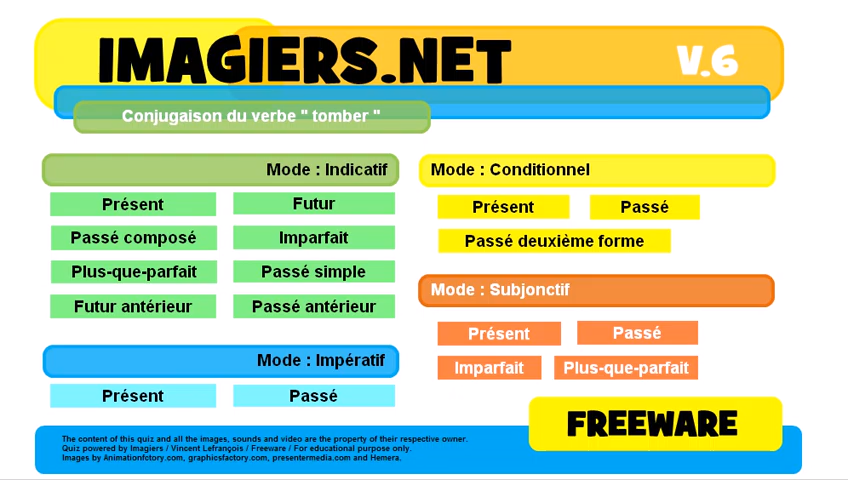 IMAGIERS.NET
V.6
Conjugaison du verbe " tomber "
Mode : Indicatif
Présent
Futur
Passé composé
Imparfait
Plus-que-parfait
Passé simple
Futur antérieur
Passé antérieur
Mode : Impératif
Présent
Passé
Mode : Conditionnel
Présent
Passé
Passé deuxième forme
Mode : Subjonctif
Présent
Passé
Imparfait
Plus-que-parfait
FREEWARE
The content of this quiz and all the images, sounds and video are the property of their respective owner.
Quiz powered by Imagiers / Vincent Lefrançois / Freeware / For educational purpose only.
Images by Animationfctory.com, graphicsfactory.com, presentermedia.com and Hemera.